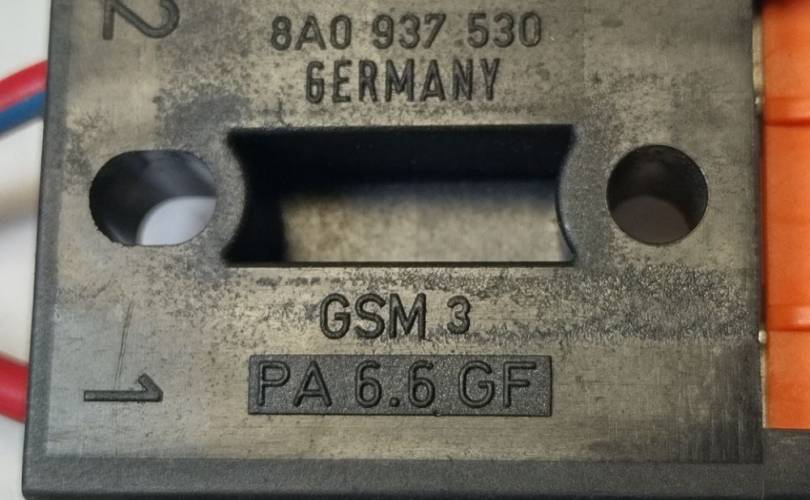 2
8A0 937 530
GERMANY
GSM 3
PA 6.6 GF
1